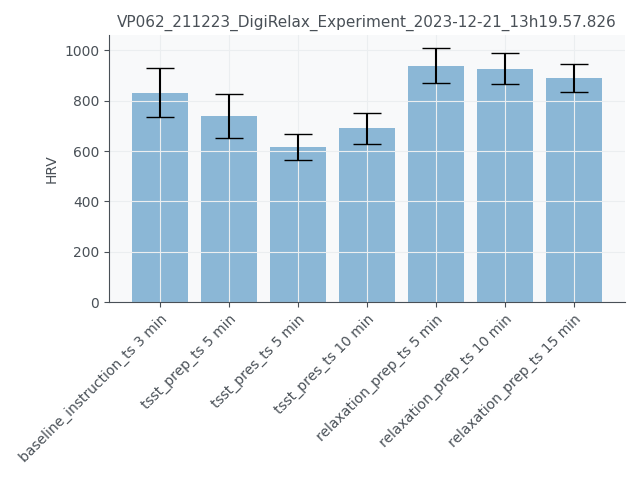 VP062_211223_DigiRelax_Experiment_2023-12-21_13h19.57.826
HRV
1000
800
600
400
200
0
baseline_instruction_ts 3 min
tsst_prep_ts 5 min
tsst_pres_ts 5 min
tsst_pres_ts 10 min
relaxation_prep_ts 5 min
relaxation_prep_ts 10 min
relaxation_prep_ts 15 min